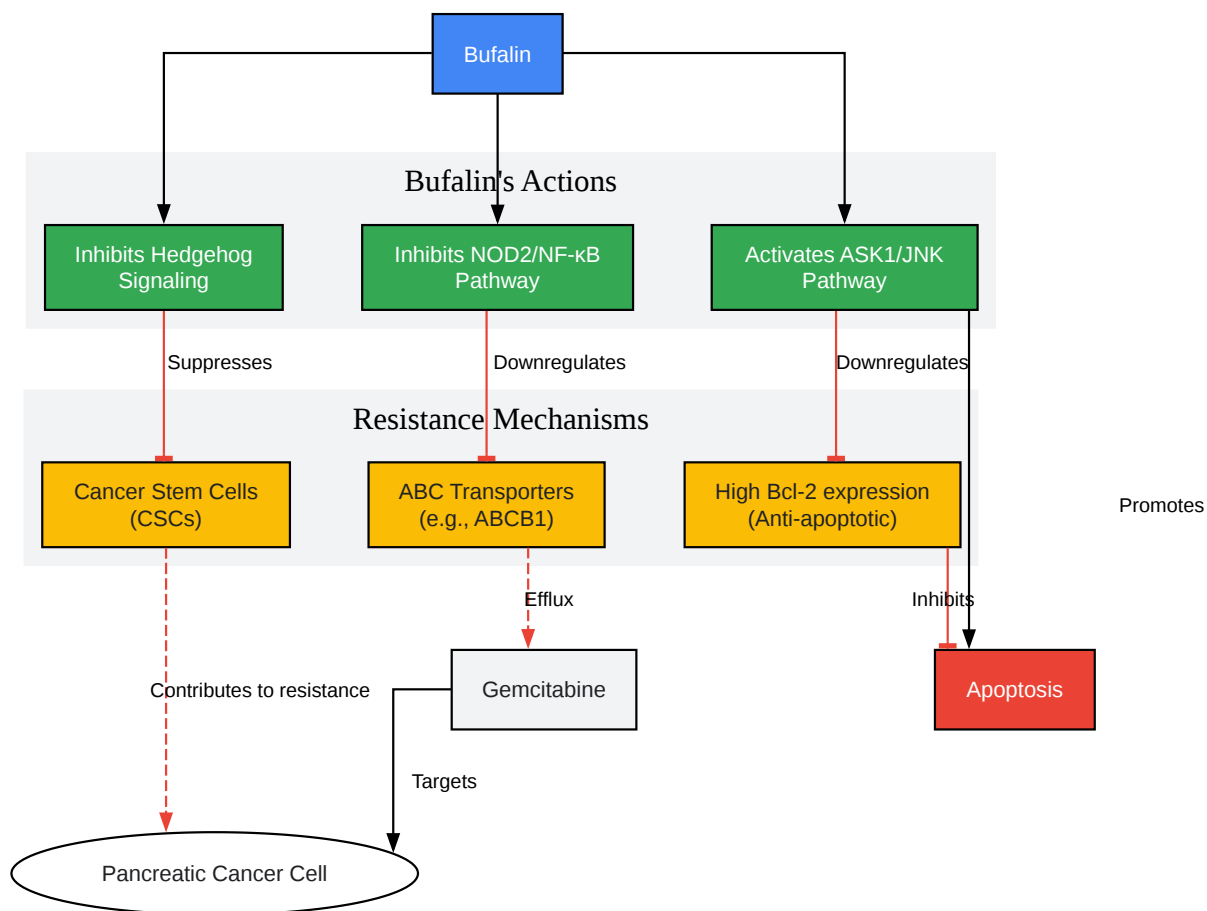 Bufalin
Bufalin's Actions
Inhibits Hedgehog
Signaling
Inhibits NOD2/NF-κB
Pathway
Activates ASK1/JNK
Pathway
Suppresses
Downregulates
Downregulates
Resistance Mechanisms
Cancer Stem Cells
(CSCs)
ABC Transporters
(e.g., ABCB1)
High Bcl-2 expression
(Anti-apoptotic)
Promotes
Efflux
Inhibits
Contributes to resistance
Gemcitabine
Apoptosis
Targets
Pancreatic Cancer Cell